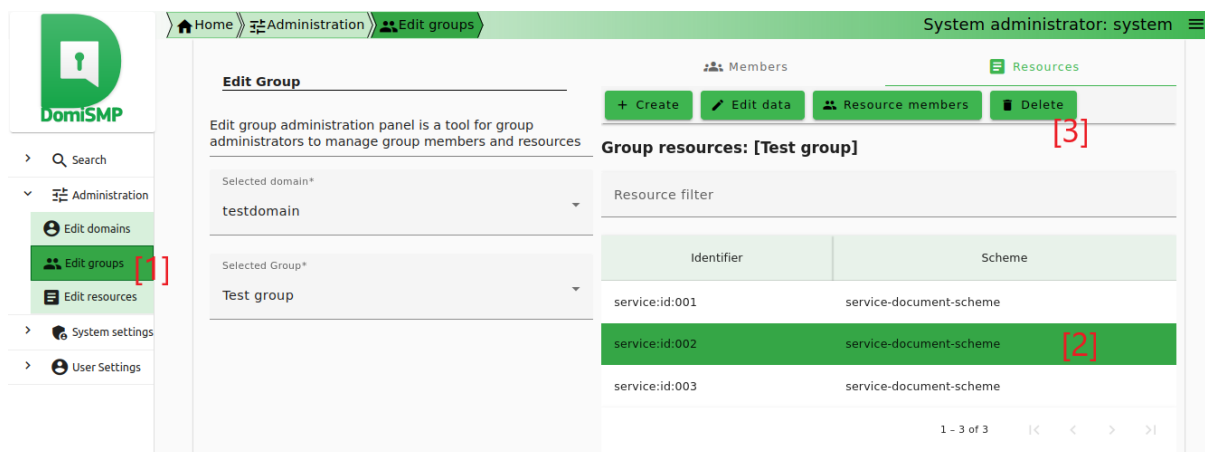 Home
Administration
Edit groups
System administrator: system
DomiSMP
Search
Administration
Edit domains
Edit groups
[1]
Edit resources
System settings
User Settings
Edit Group
Edit group administration panel is a tool for group
administrators to manage group members and resources
Selected domain*
testdomain
Selected Group*
Test group
Members
Resources
+ Create
Edit data
Resource members
Delete
[3]
Group resources: [Test group]
Resource filter
Identifier
Scheme
service:id:001
service-document-scheme
service:id:002
service-document-scheme
[2]
service:id:003
service-document-scheme
1 – 3 of 3